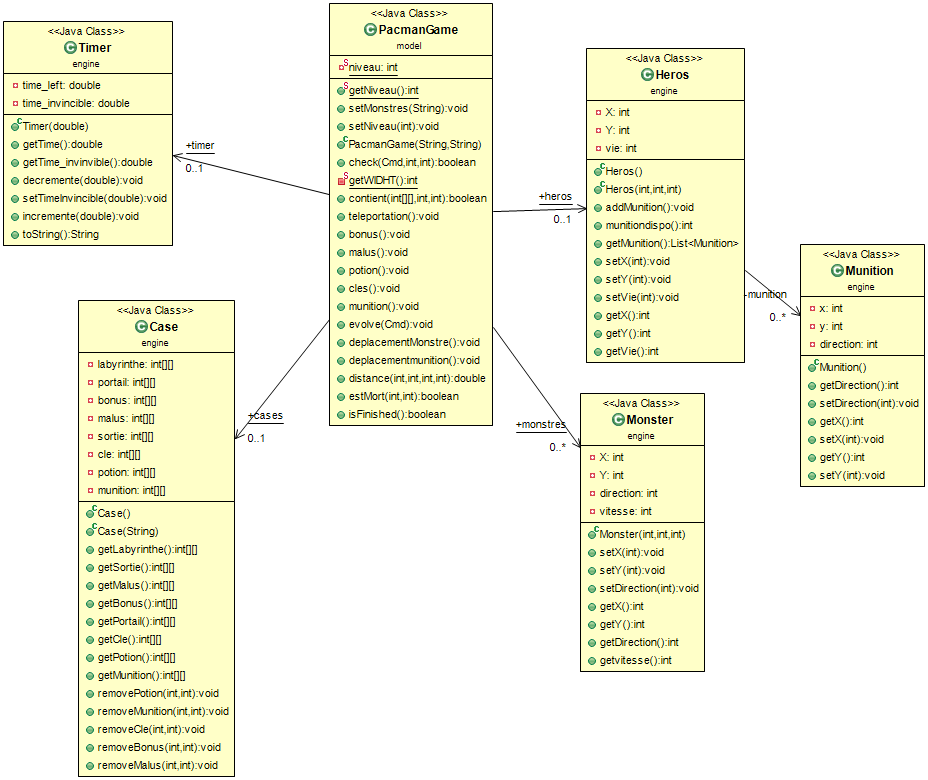 <<Java Class>>
Timer
engine
time_left: double
time_invincible: double
Timer(double)
getTime():double
getTime_invinvible():double
decremente(double):void
setTimeInvincible(double):void
incremente(double):void
toString():String
<<Java Class>>
PacmanGame
model
niveau: int
getNiveau():int
setMonstres(String):void
setNiveau(int):void
PacmanGame(String,String)
check(Cmd,int,int):boolean
getWIDHT():int
contient(int[][],int,int):boolean
teleportation():void
bonus():void
malus():void
potion():void
cles():void
munition():void
evolve(Cmd):void
deplacementMonstre():void
deplacementmunition():void
distance(int,int,int,int):double
estMort(int,int):boolean
isFinished():boolean
+timer
0..1
+heros
0..1
+cases
0..1
+monstres
0..*
<<Java Class>>
Heros
engine
X: int
Y: int
vie: int
Heros()
Heros(int,int,int)
addMunition():void
munitiondispo():int
getMunition():List<Munition>
setX(int):void
setY(int):void
setVie(int):void
getX():int
getY():int
getVie():int
-munition
0..*
<<Java Class>>
Munition
engine
x: int
y: int
direction: int
Munition()
getDirection():int
setDirection(int):void
getX():int
setX(int):void
getY():int
setY(int):void
<<Java Class>>
Case
engine
labyrinthe: int[][]
portail: int[][]
bonus: int[][]
malus: int[][]
sortie: int[][]
cle: int[][]
potion: int[][]
munition: int[][]
Case()
Case(String)
getLabyrinthe():int[][]
getSortie():int[][]
getMalus():int[][]
getBonus():int[][]
getPortail():int[][]
getCle():int[][]
getPotion():int[][]
getMunition():int[][]
removePotion(int,int):void
removeMunition(int,int):void
removeCle(int,int):void
removeBonus(int,int):void
removeMalus(int,int):void
<<Java Class>>
Monster
engine
X: int
Y: int
direction: int
vitesse: int
Monster(int,int,int)
setX(int):void
setY(int):void
setDirection(int):void
getX():int
getY():int
getDirection():int
getvitesse():int